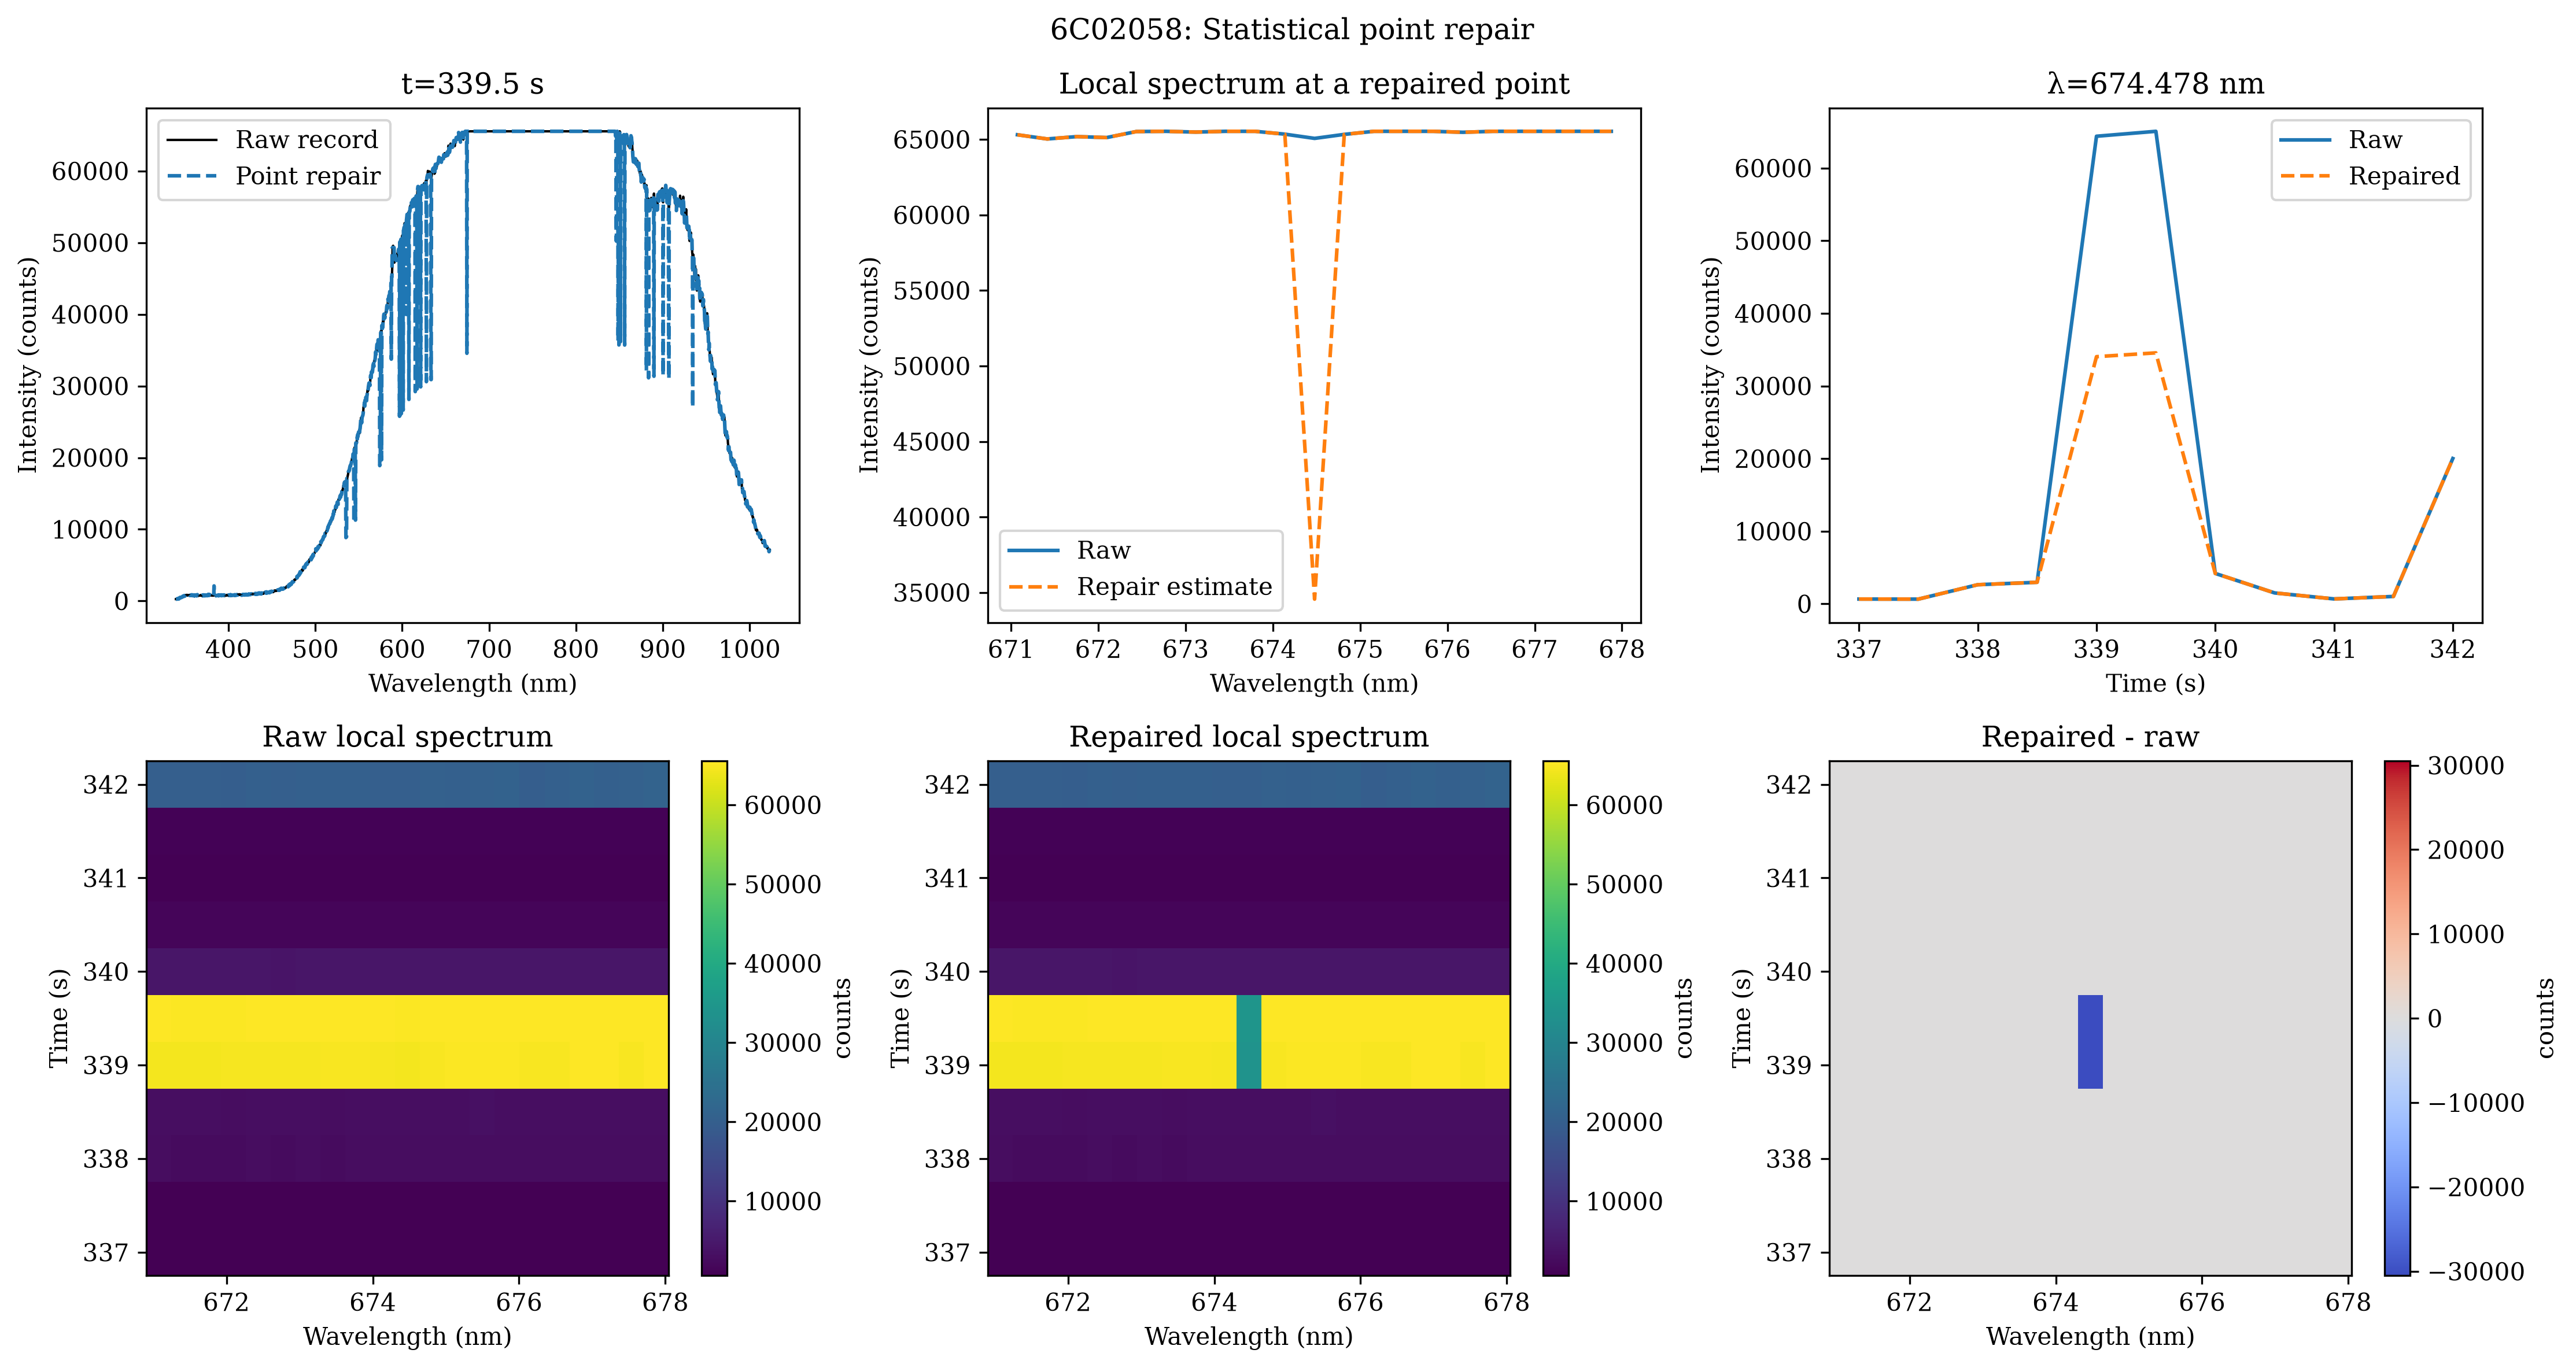 6C02058: Statistical point repair
t=339.5 s
Raw record
Point repair
Intensity (counts)
60000
50000
40000
30000
20000
10000
0
400 500 600 700 800 900 1000
Wavelength (nm)
Local spectrum at a repaired point
Raw
Repair estimate
Intensity (counts)
65000
60000
55000
50000
45000
40000
35000
671 672 673 674 675 676 677 678
Wavelength (nm)
λ=674.478 nm
Raw
Repaired
Intensity (counts)
60000
50000
40000
30000
20000
10000
0
337 338 339 340 341 342
Time (s)
Raw local spectrum
Time (s)
342
341
340
339
338
337
672 674 676 678
Wavelength (nm)
60000
50000
40000
30000
20000
10000
counts
Repaired local spectrum
Time (s)
342
341
340
339
338
337
672 674 676 678
Wavelength (nm)
60000
50000
40000
30000
20000
10000
counts
Repaired - raw
Time (s)
342
341
340
339
338
337
672 674 676 678
Wavelength (nm)
30000
20000
10000
0
−10000
−20000
−30000
counts